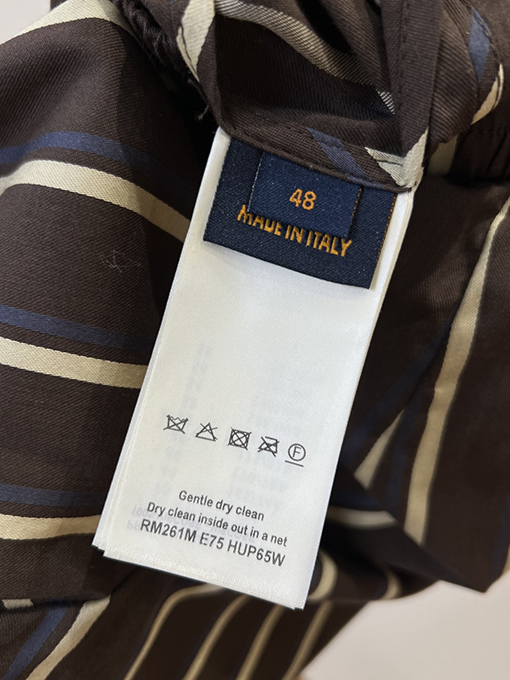 48
MADE IN ITALY
F
Gentle dry clean
Dry clean inside out in a net
RM261M E75 HUP65W